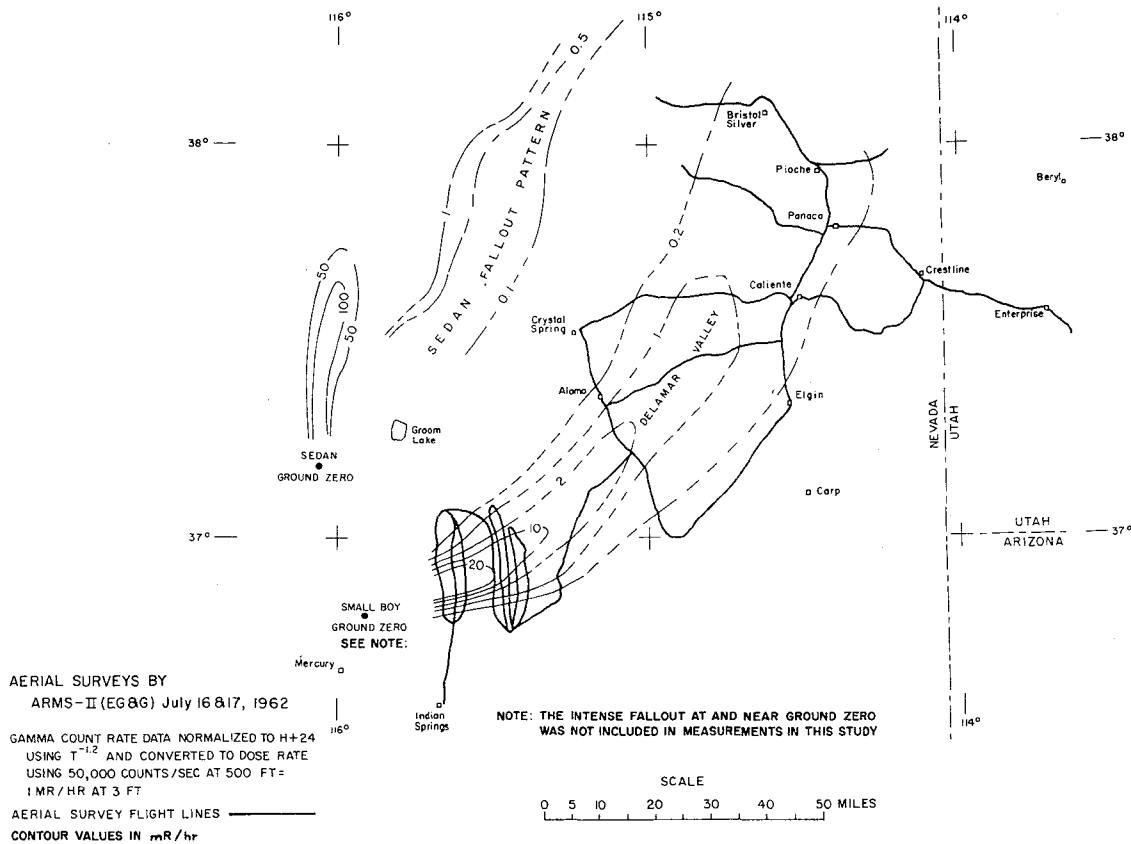 116°
115°
114°
0.5
Bristol
Silver
38°
38°
Pioche
Beryl
SEDAN FALLOUT PATTERN
1
Panaca
0.2
50
100
50
0.1
Crestline
Caliente
Enterprise
Crystal
Spring
1
DELAMAR VALLEY
Alamo
Elgin
Groom
Lake
NEVADA
UTAH
SEDAN
GROUND ZERO
2
Carp
10
UTAH
ARIZONA
37°
37°
20
SMALL BOY
GROUND ZERO
SEE NOTE:
Mercury
Indian
Springs
116°
114°
AERIAL SURVEYS BY
ARMS-II (EG&G) July 16 & 17, 1962
NOTE: THE INTENSE FALLOUT AT AND NEAR GROUND ZERO
WAS NOT INCLUDED IN MEASUREMENTS IN THIS STUDY
GAMMA COUNT RATE DATA NORMALIZED TO H+24
USING T⁻¹·² AND CONVERTED TO DOSE RATE
USING 50,000 COUNTS/SEC AT 500 FT=
1 MR/HR AT 3 FT
AERIAL SURVEY FLIGHT LINES
CONTOUR VALUES IN mR/hr
SCALE
0 5 10 20 30 40 50 MILES